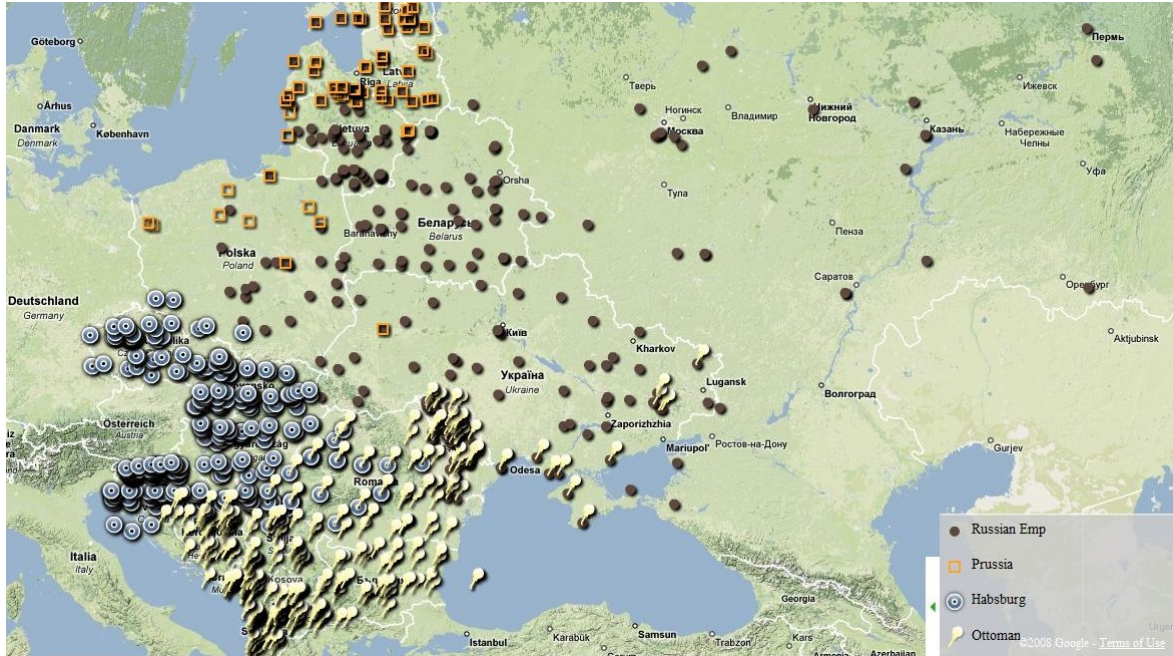 Göteborg
Пермь
Тверь
Ижевск
Rīga
Latvia
Århus
Ногинск
Нижний
Новгород
Владимир
Danmark
Denmark
København
Москва
Казань
Набережные
Челны
Lietuva
Уфа
Orsha
Тула
Беларусь
Belarus
Baranavichy
Пенза
Polska
Poland
Саратов
Deutschland
Germany
Київ
Kharkov
Aktjubinsk
Україна
Ukraine
Lugansk
Волгоград
Österreich
Austria
Zaporizhzhia
Mariupol'
Ростов-на-Дону
Gurjev
Odesa
Italia
Italy
Kosova
Georgia
Istanbul
Karabük
Samsun
Trabzon
Kars
Azerbaijan
Russian Emp
Prussia
Habsburg
Ottoman
©2008 Google - Terms of Use